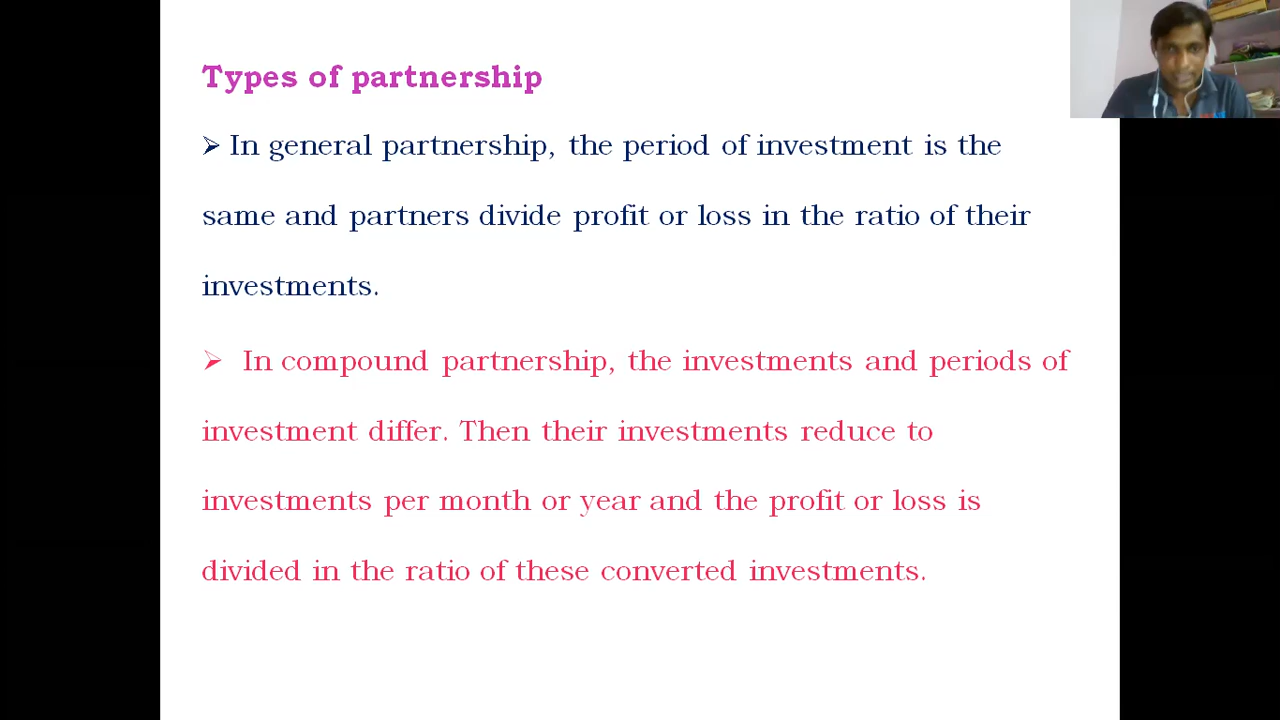 Types of partnership
➢ In general partnership, the period of investment is the
same and partners divide profit or loss in the ratio of their
investments.
➢ In compound partnership, the investments and periods of
investment differ. Then their investments reduce to
investments per month or year and the profit or loss is
divided in the ratio of these converted investments.